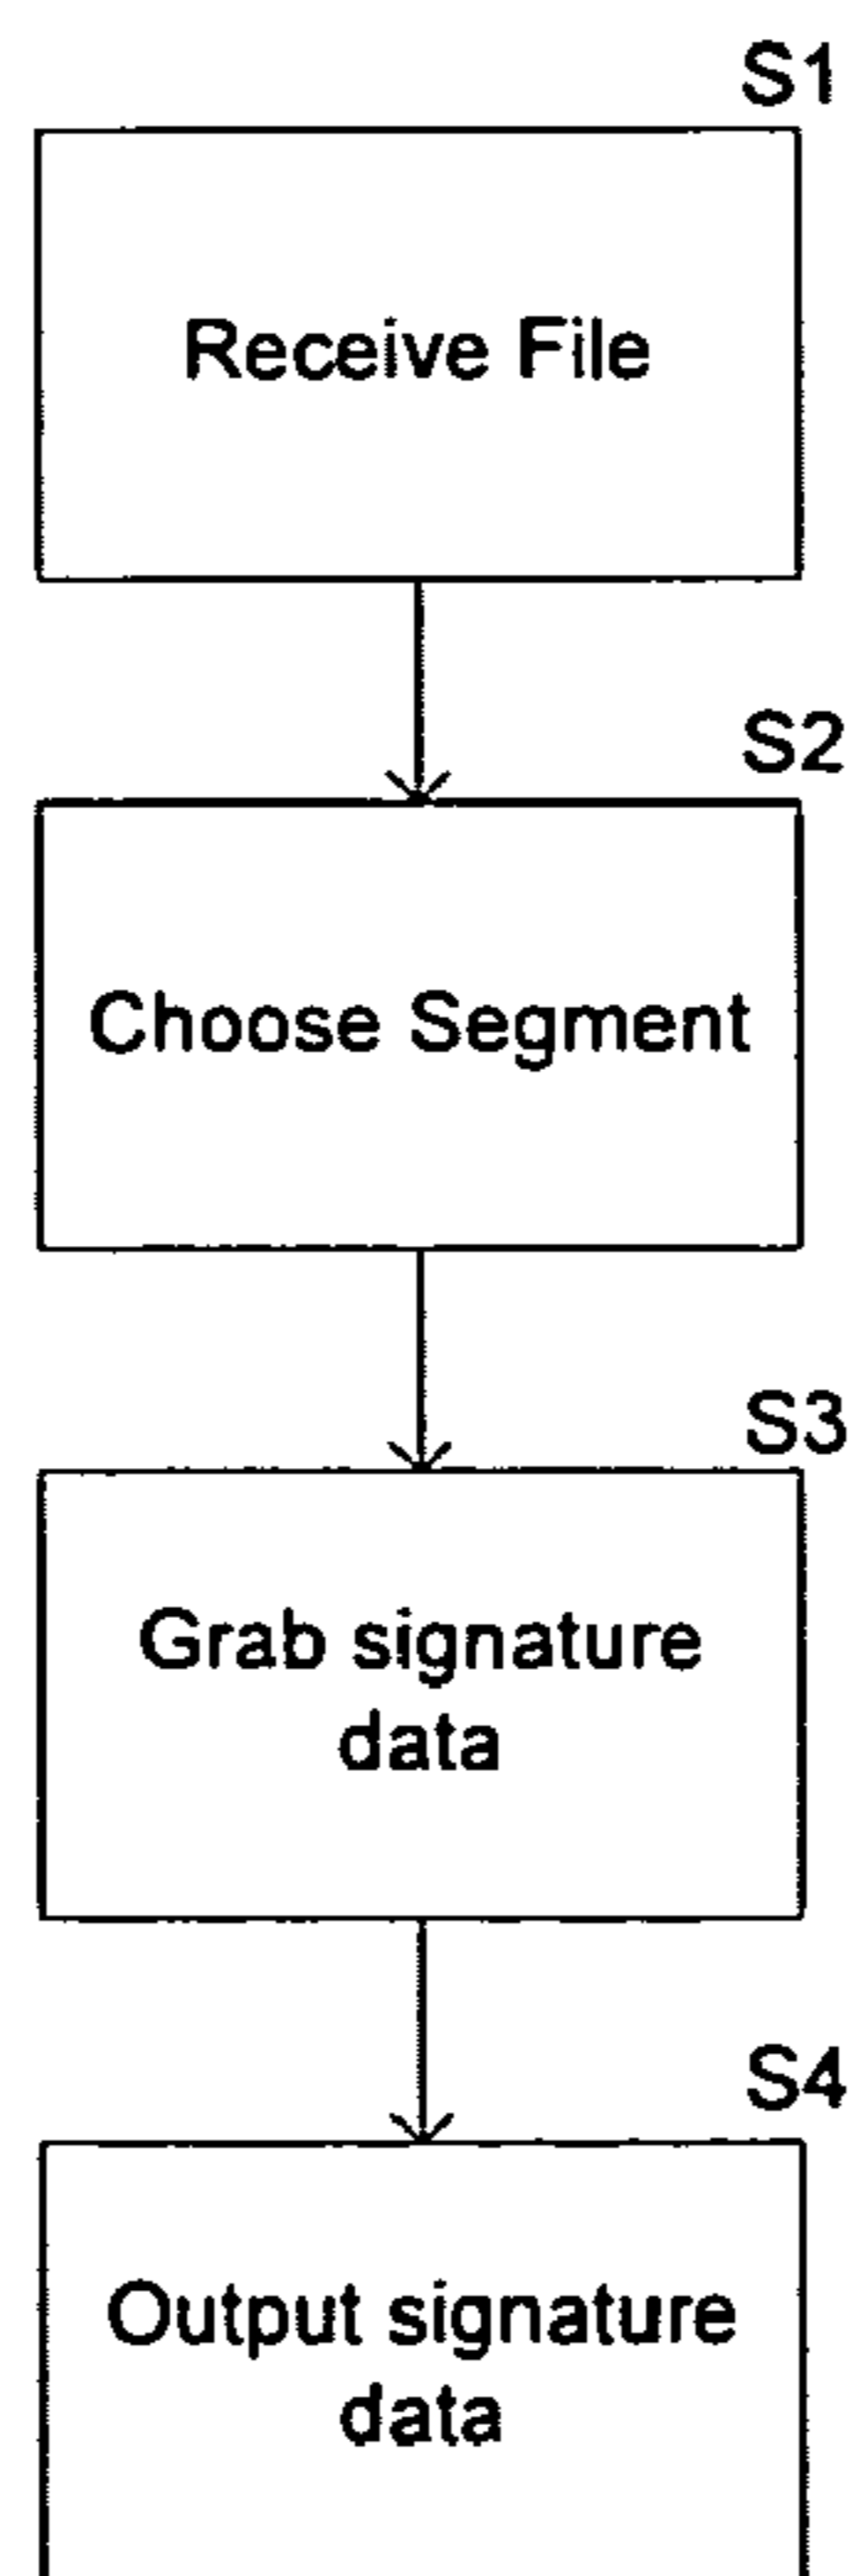 S1
Receive File
S2
Choose Segment
S3
Grab signature
data
S4
Output signature
data